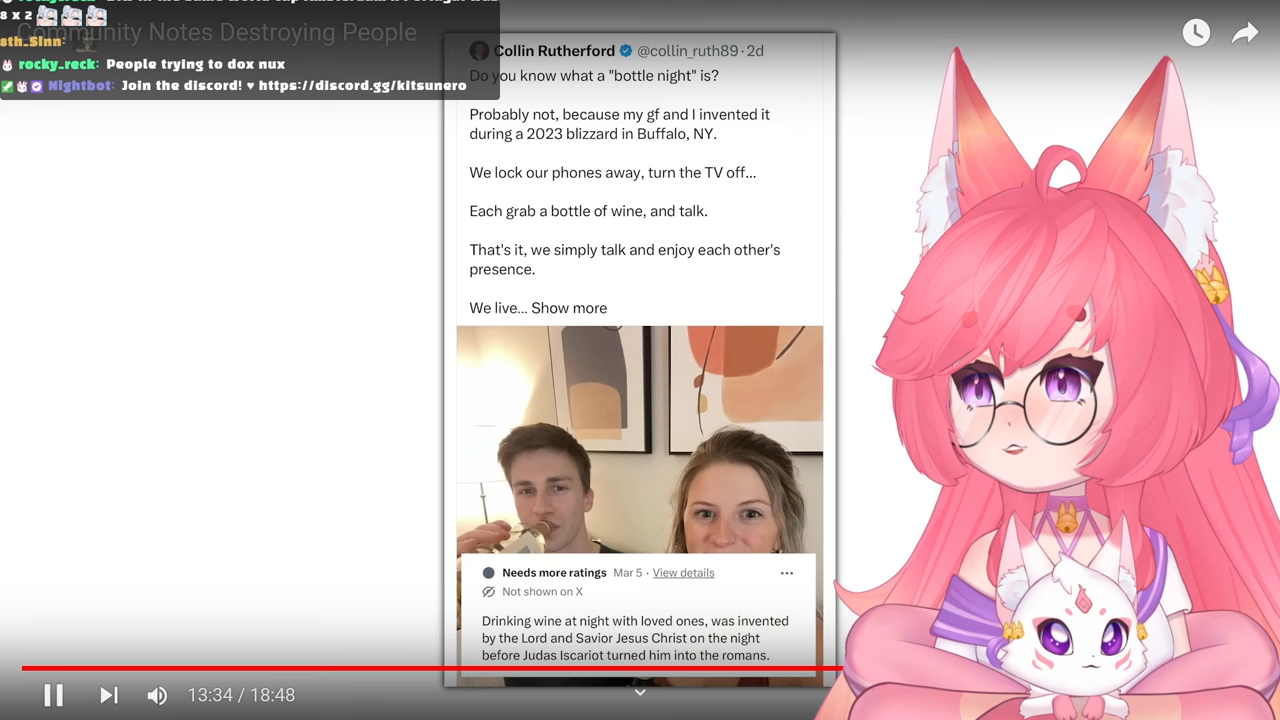 8 x 2
sth_Slnn:
rocky_reck: People trying to dox nux
Nightbot: Join the discord! ♥ https://discord.gg/kitsunero
Community Notes Destroying People
Collin Rutherford @collin_ruth89 · 2d
Do you know what a "bottle night" is?
Probably not, because my gf and I invented it
during a 2023 blizzard in Buffalo, NY.
We lock our phones away, turn the TV off...
Each grab a bottle of wine, and talk.
That's it, we simply talk and enjoy each other's
presence.
We live... Show more
Needs more ratings Mar 5 · View details
Not shown on X
Drinking wine at night with loved ones, was invented
by the Lord and Savior Jesus Christ on the night
before Judas Iscariot turned him into the romans.
13:34 / 18:48